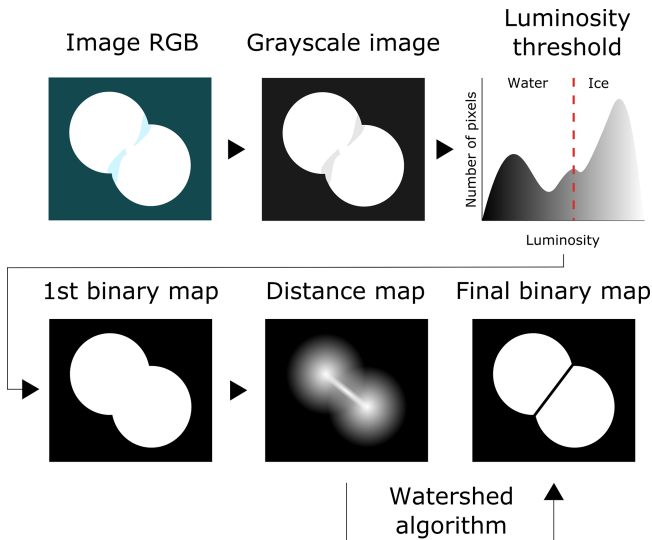 Image RGB
Grayscale image
Luminosity
threshold
Water
Ice
Number of pixels
Luminosity
1st binary map
Distance map
Final binary map
Watershed
algorithm